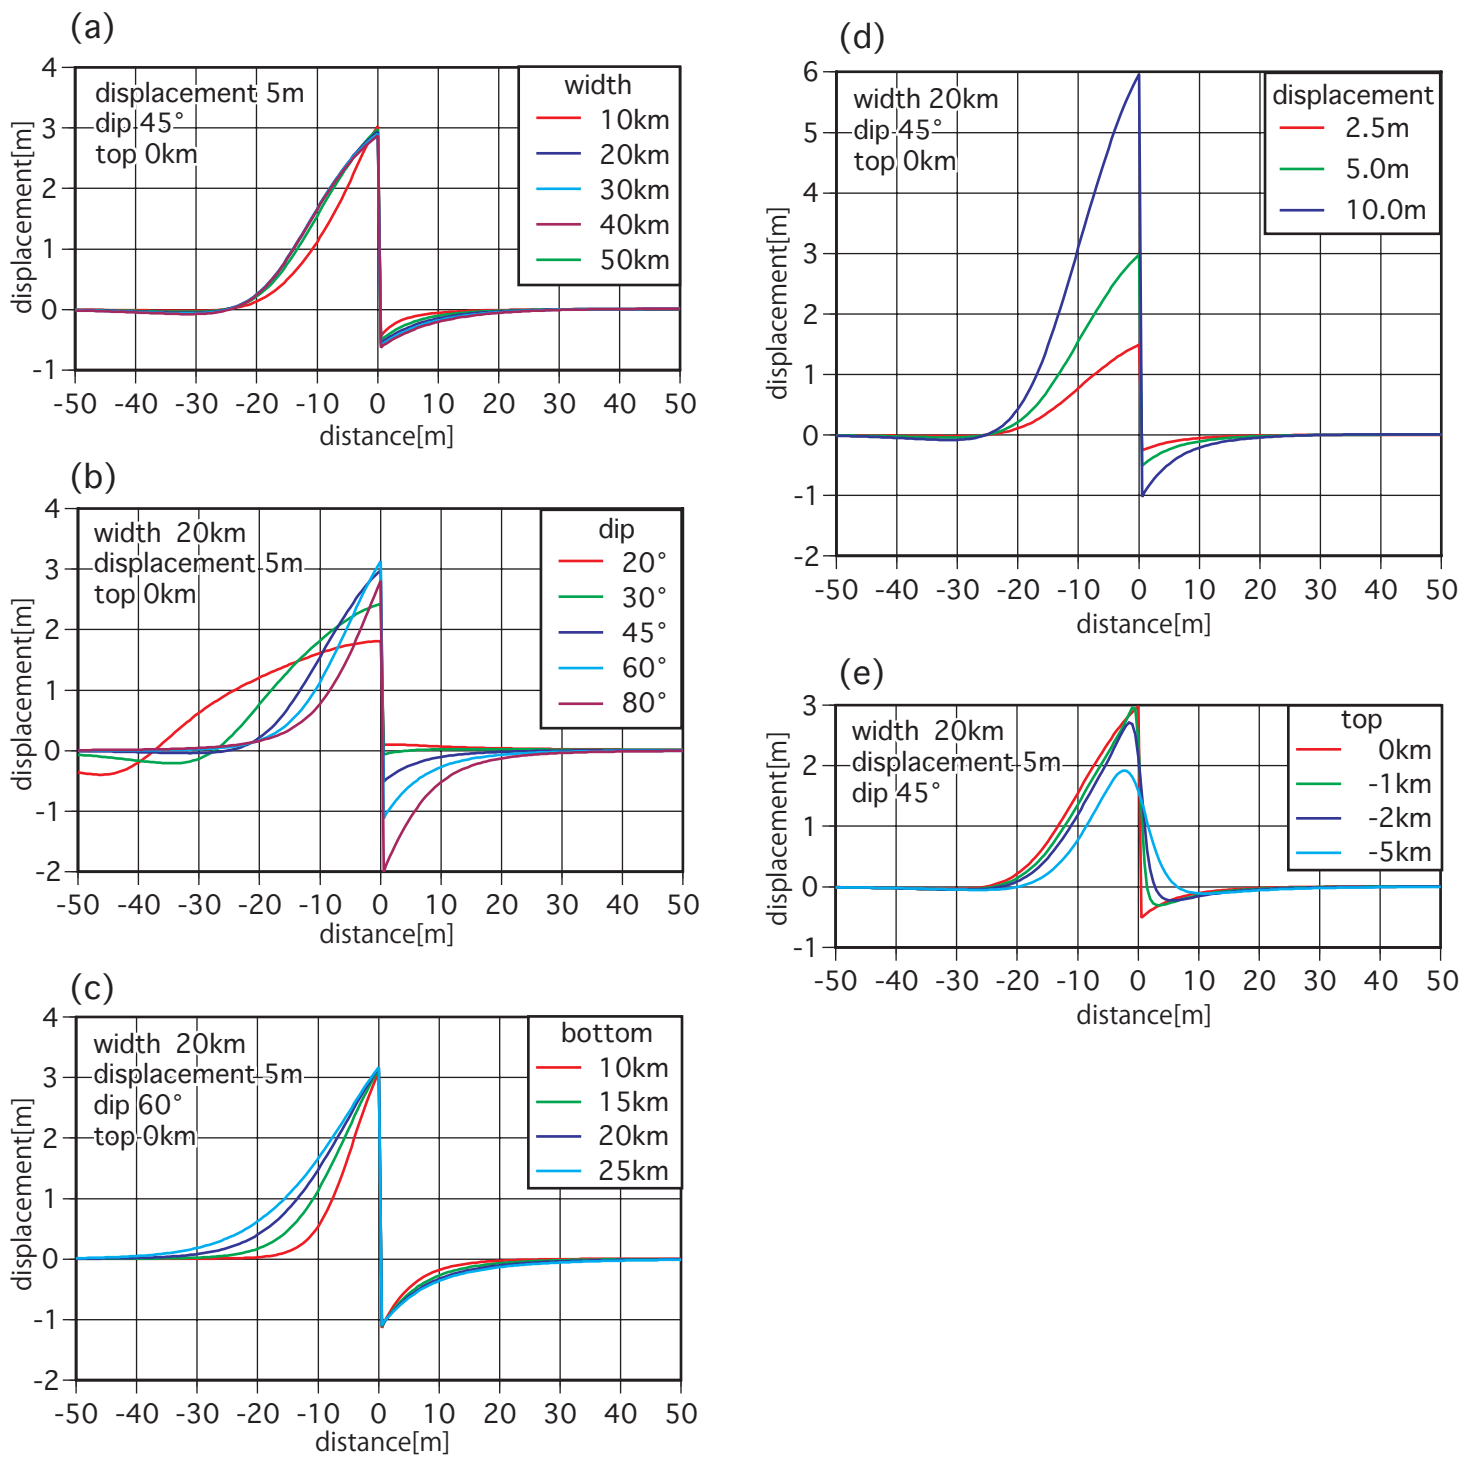 (a)
displacement 5m
dip 45°
top 0km
width
10km
20km
30km
40km
50km
4
3
2
1
0
-1
displacement[m]
-50 -40 -30 -20 -10 0 10 20 30 40 50
distance[m]
(b)
width 20km
displacement 5m
top 0km
dip
20°
30°
45°
60°
80°
4
3
2
1
0
-1
-2
displacement[m]
-50 -40 -30 -20 -10 0 10 20 30 40 50
distance[m]
(c)
width 20km
displacement 5m
dip 60°
top 0km
bottom
10km
15km
20km
25km
4
3
2
1
0
-1
-2
displacement[m]
-50 -40 -30 -20 -10 0 10 20 30 40 50
distance[m]
(d)
width 20km
dip 45°
top 0km
displacement
2.5m
5.0m
10.0m
6
5
4
3
2
1
0
-1
-2
displacement[m]
-50 -40 -30 -20 -10 0 10 20 30 40 50
distance[m]
(e)
width 20km
displacement 5m
dip 45°
top
0km
-1km
-2km
-5km
3
2
1
0
-1
displacement[m]
-50 -40 -30 -20 -10 0 10 20 30 40 50
distance[m]